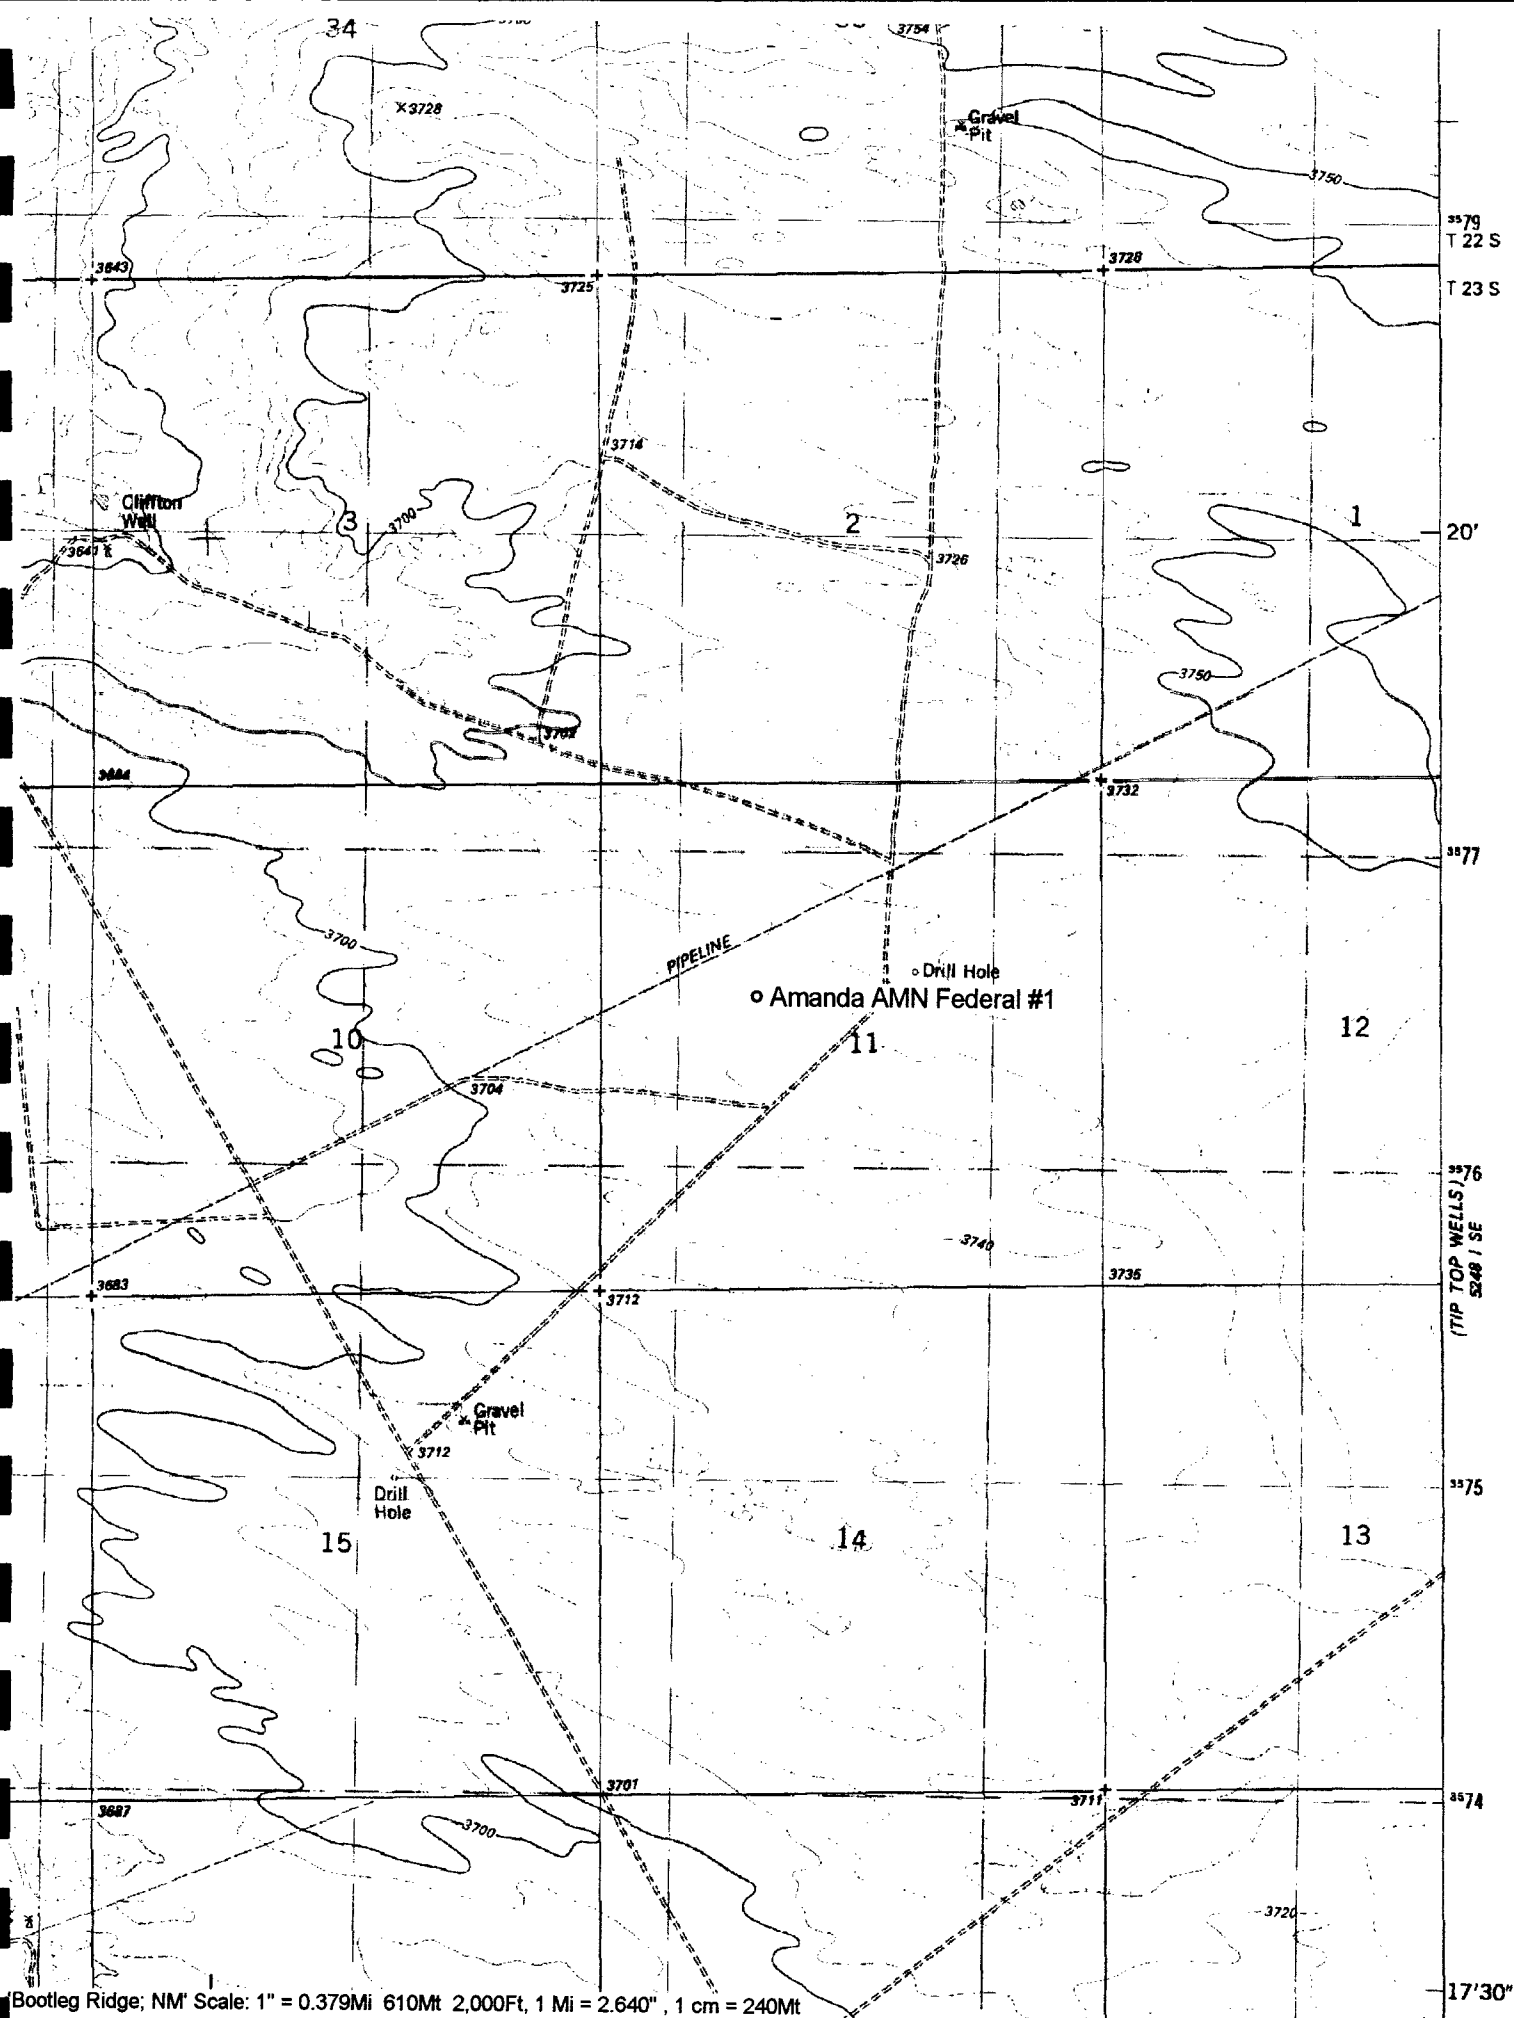 34
3754
×3728
Gravel
Pit
3750
3579
T 22 S
3643
3725
3728
T 23 S
3714
Cliffton
Well
3
3700
2
1
20'
3641
3726
3750
3702
3684
3732
3577
3700
PIPELINE
Drill Hole
Amanda AMN Federal #1
10
11
12
3704
3576
(TIP TOP WELLS)
5248 I SE
3740
3683
3712
3735
Gravel
Pit
3712
Drill
Hole
3575
15
14
13
3701
3687
3711
3574
3700
3720
17'30"
'Bootleg Ridge; NM' Scale: 1" = 0.379Mi 610Mt 2,000Ft, 1 Mi = 2.640" , 1 cm = 240Mt